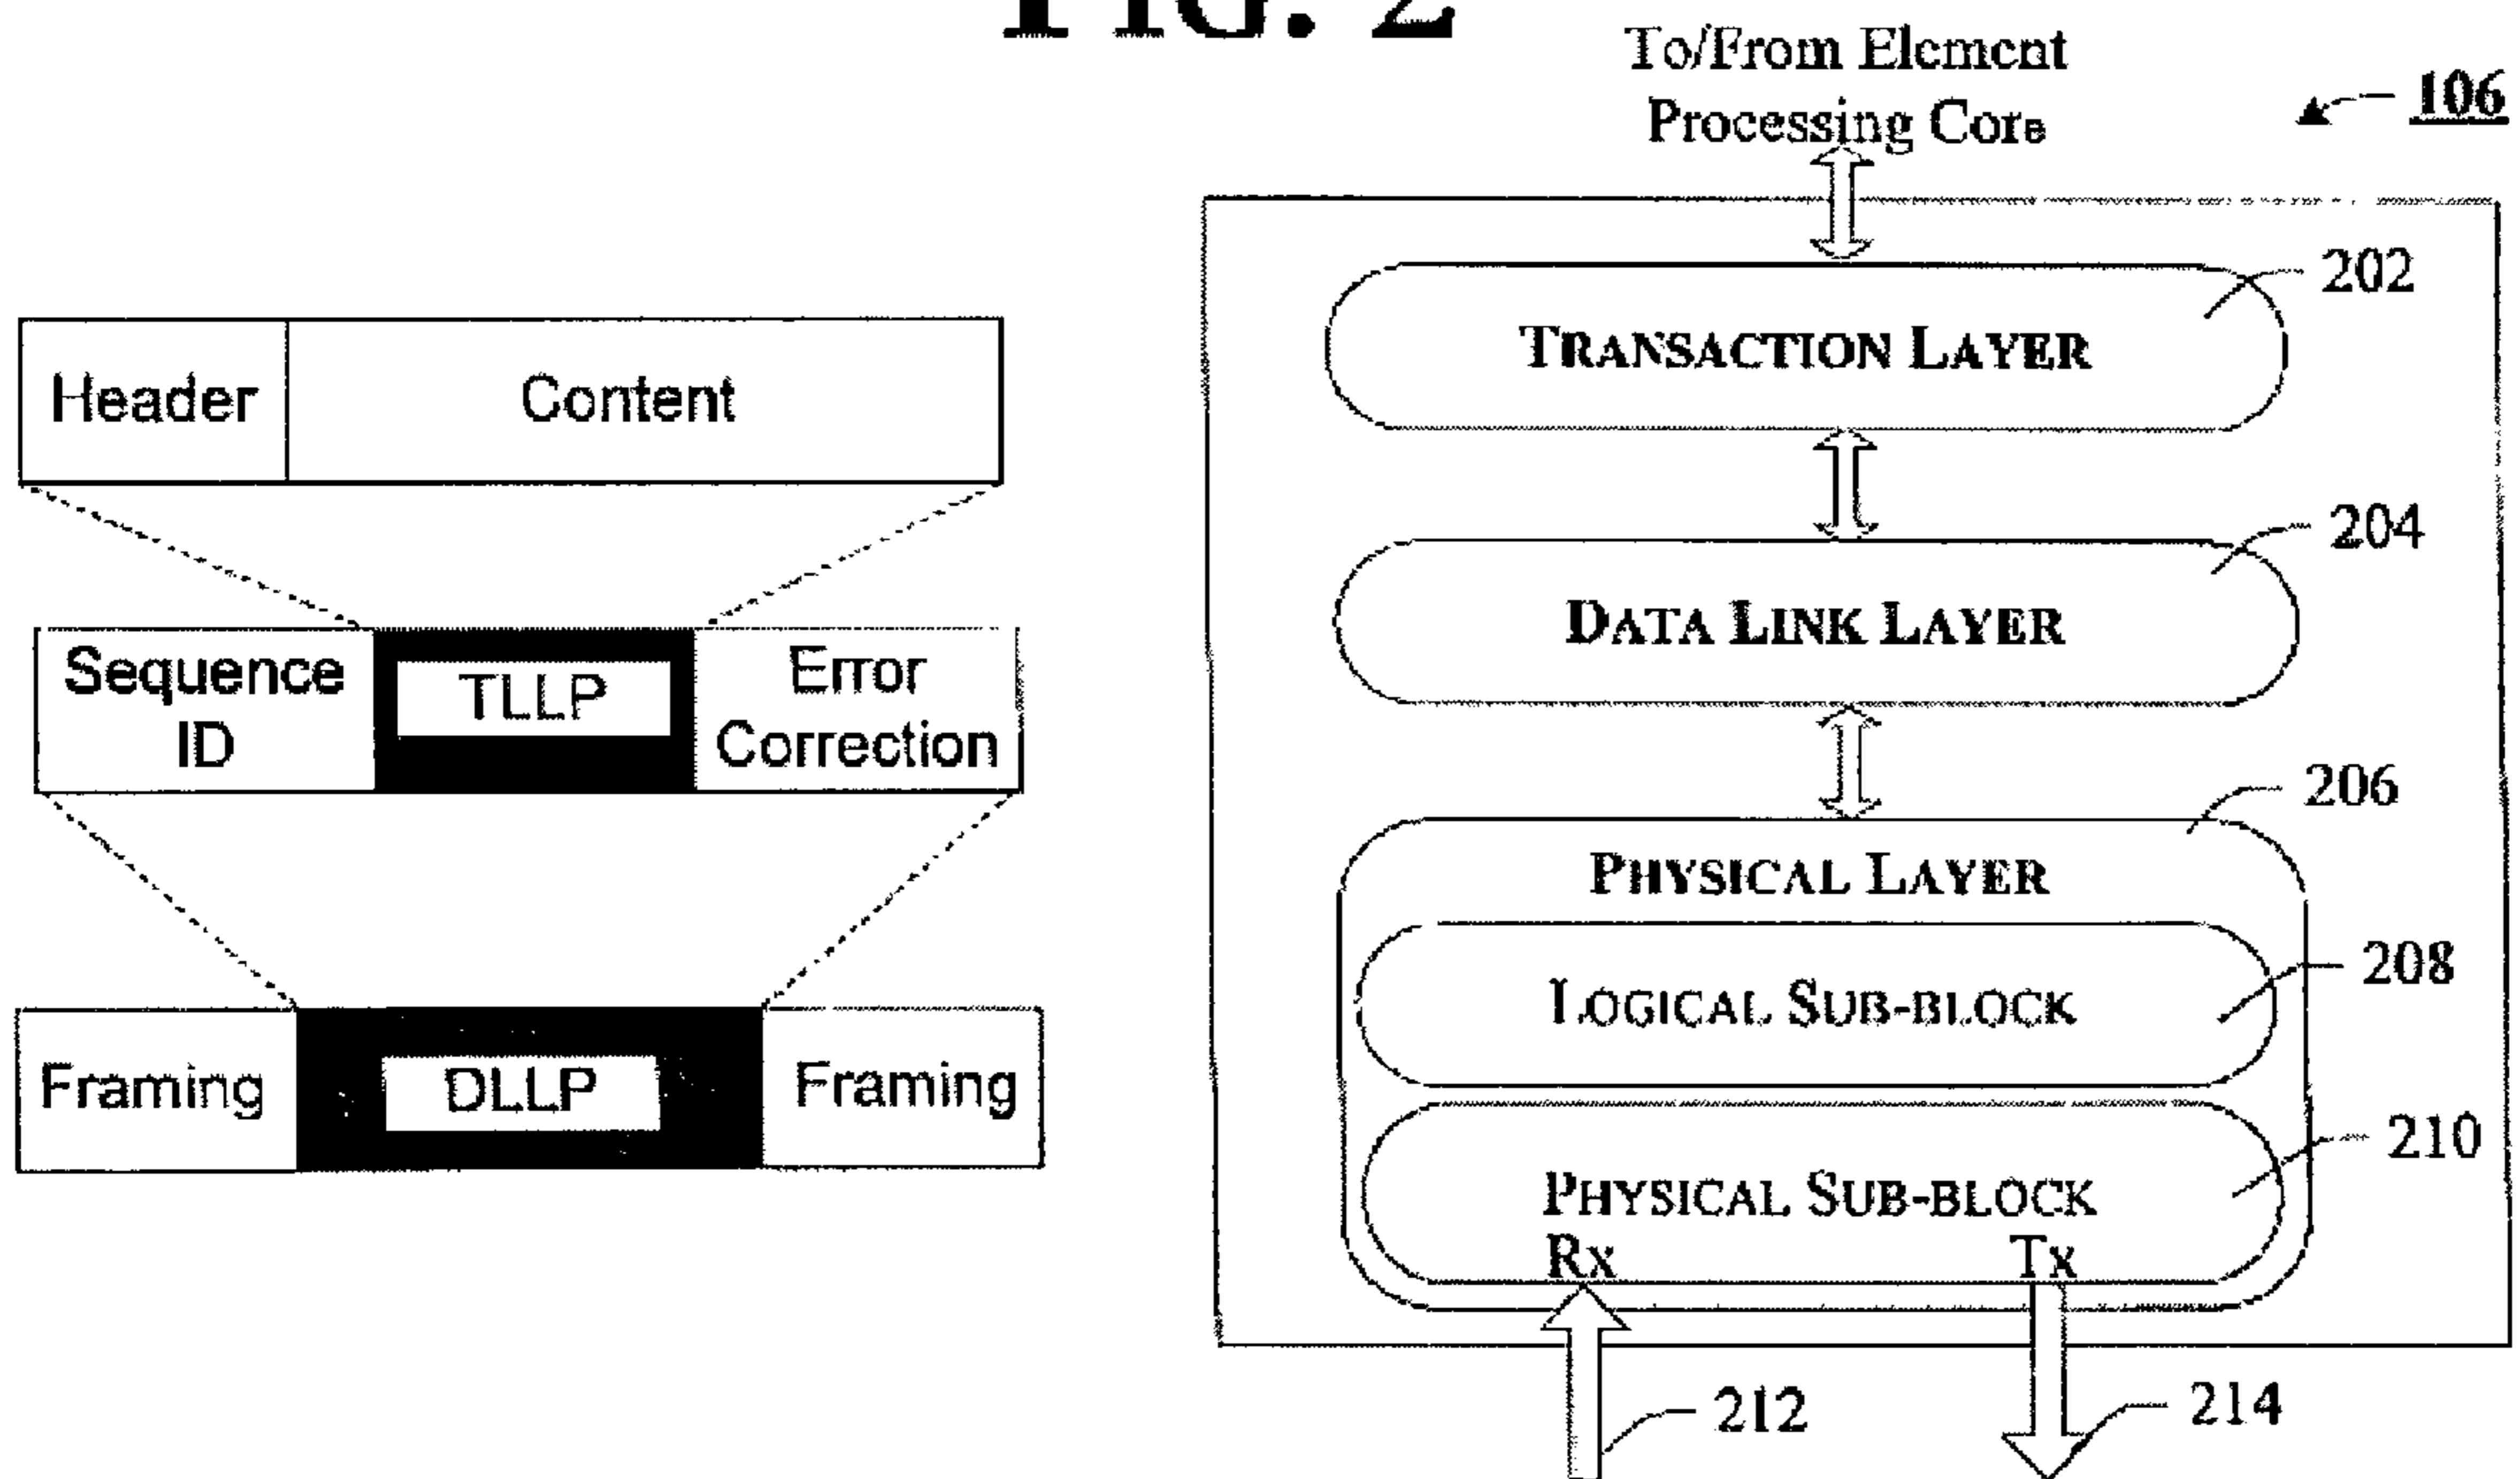 FIG. 2
To/From Element
Processing Core
106
202
TRANSACTION LAYER
Header
Content
204
DATA LINK LAYER
Sequence
ID
TLLP
Error
Correction
206
PHYSICAL LAYER
208
LOGICAL SUB-BLOCK
Framing
DLLP
Framing
210
PHYSICAL SUB-BLOCK
RX
TX
212
214